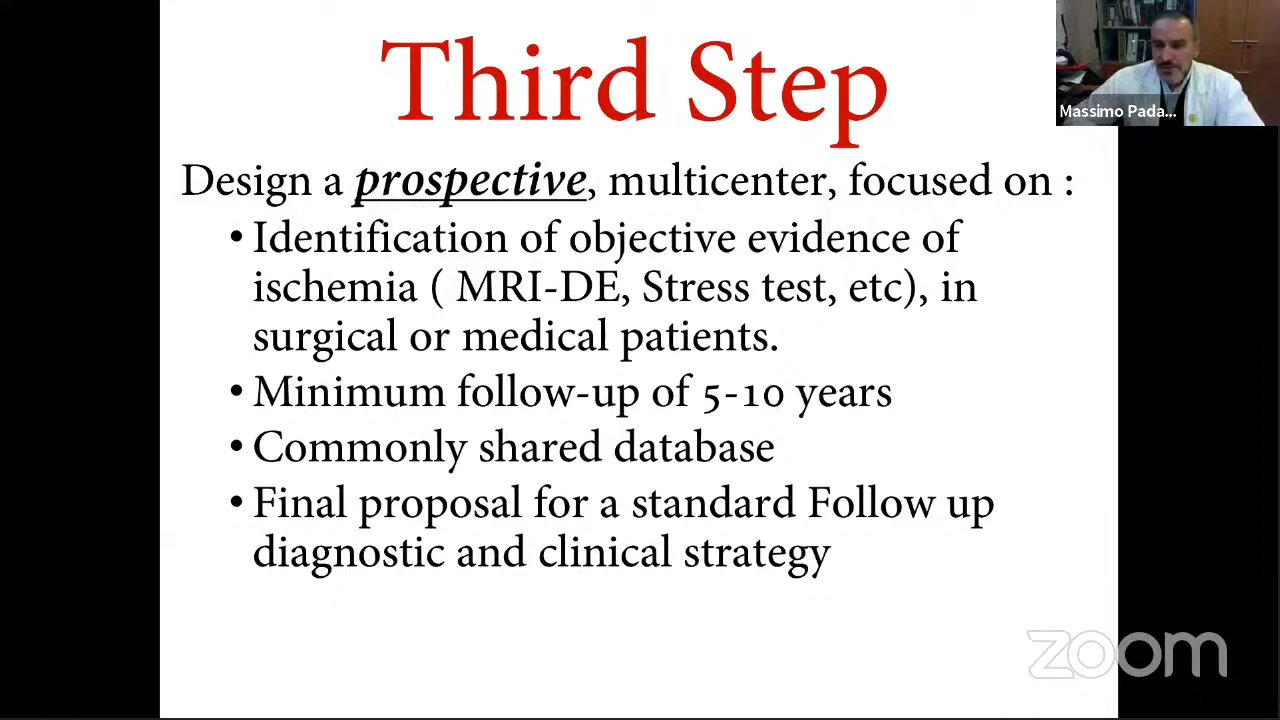 Third Step
Massimo Pada...
Design a prospective, multicenter, focused on :
• Identification of objective evidence of
ischemia ( MRI-DE, Stress test, etc), in
surgical or medical patients.
• Minimum follow-up of 5-10 years
• Commonly shared database
• Final proposal for a standard Follow up
diagnostic and clinical strategy
zoom